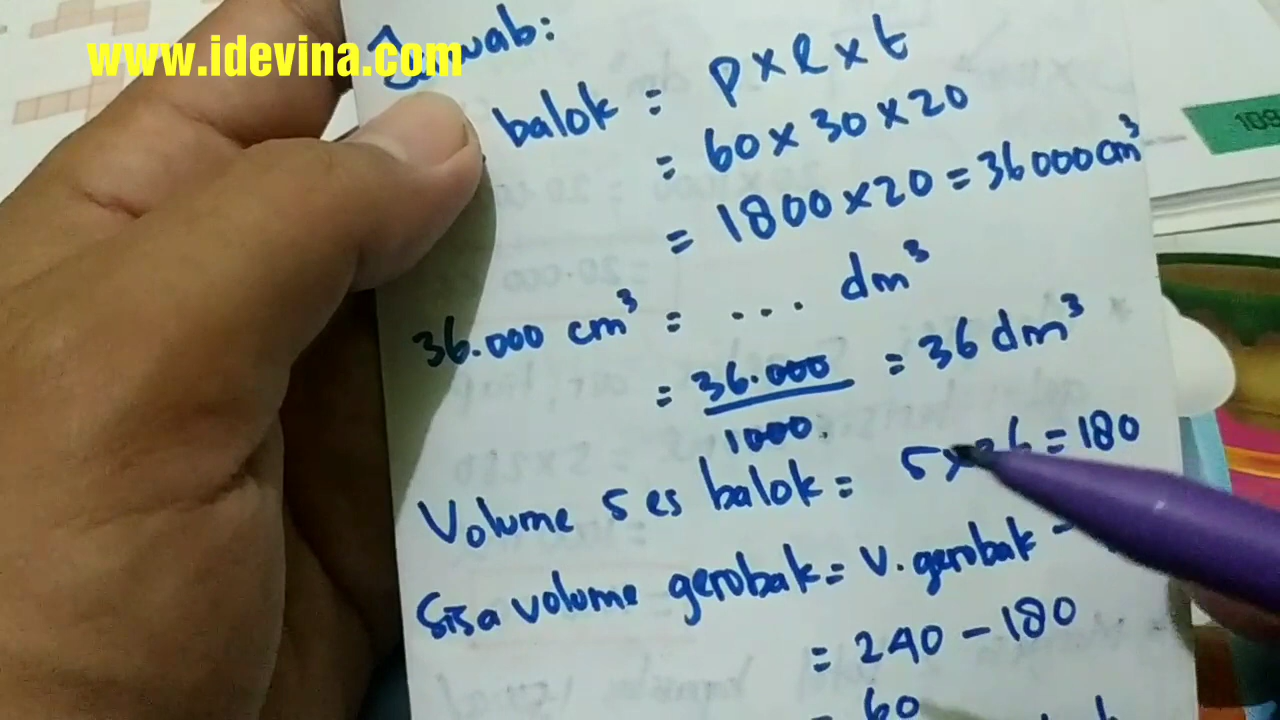 www.idevina.com
balok = p x l x t
= 60 x 30 x 20
109
= 1800 x 20 = 36000 cm³
36.000 cm³ = ... dm³
= 36.000 / 1000. = 36 dm³
Volume 5 es balok = 5 x 36 = 180
Sisa volume gerobak = V. gerobak -
= 240 - 180
= 60